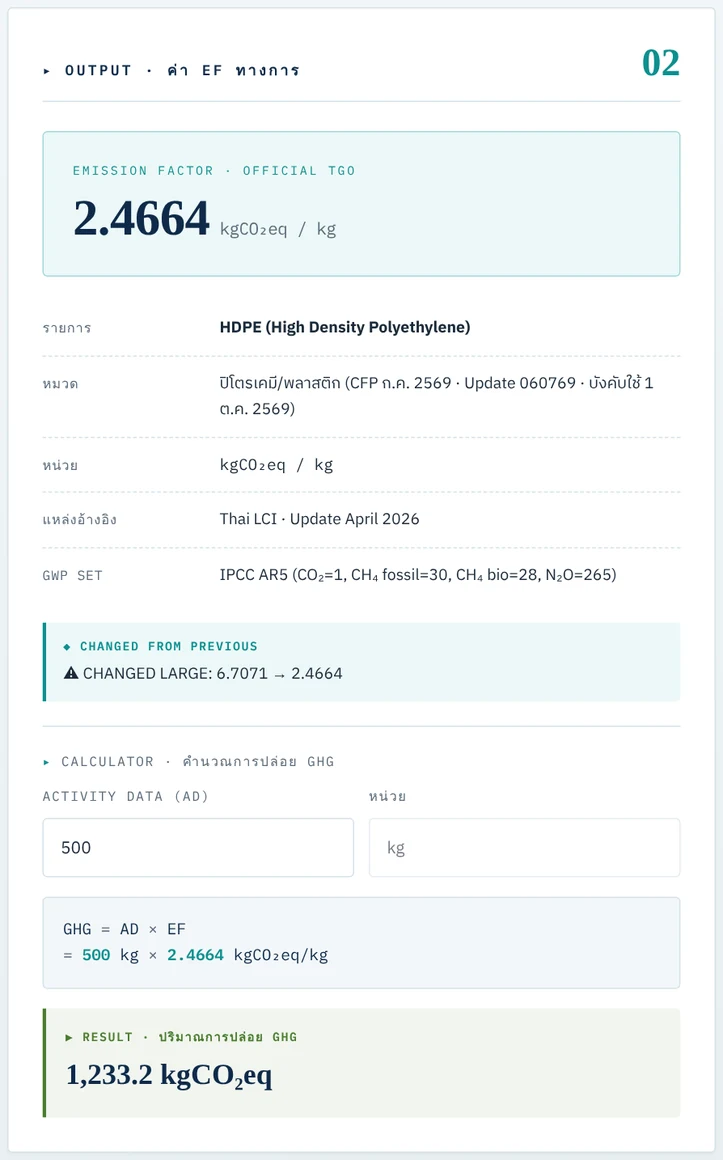 ▸ OUTPUT · ค่า EF ทางการ
02
EMISSION FACTOR · OFFICIAL TGO
2.4664 kgCO₂eq / kg
รายการ HDPE (High Density Polyethylene)
หมวด ปิโตรเคมี/พลาสติก (CFP ก.ค. 2569 · Update 060769 · บังคับใช้ 1
ต.ค. 2569)
หน่วย kgCO₂eq / kg
แหล่งอ้างอิง Thai LCI · Update April 2026
GWP SET IPCC AR5 (CO₂=1, CH₄ fossil=30, CH₄ bio=28, N₂O=265)
◆ CHANGED FROM PREVIOUS
⚠ CHANGED LARGE: 6.7071 → 2.4664
▸ CALCULATOR · คำนวณการปล่อย GHG
ACTIVITY DATA (AD) หน่วย
500 kg
GHG = AD × EF
= 500 kg × 2.4664 kgCO₂eq/kg
▶ RESULT · ปริมาณการปล่อย GHG
1,233.2 kgCO₂eq